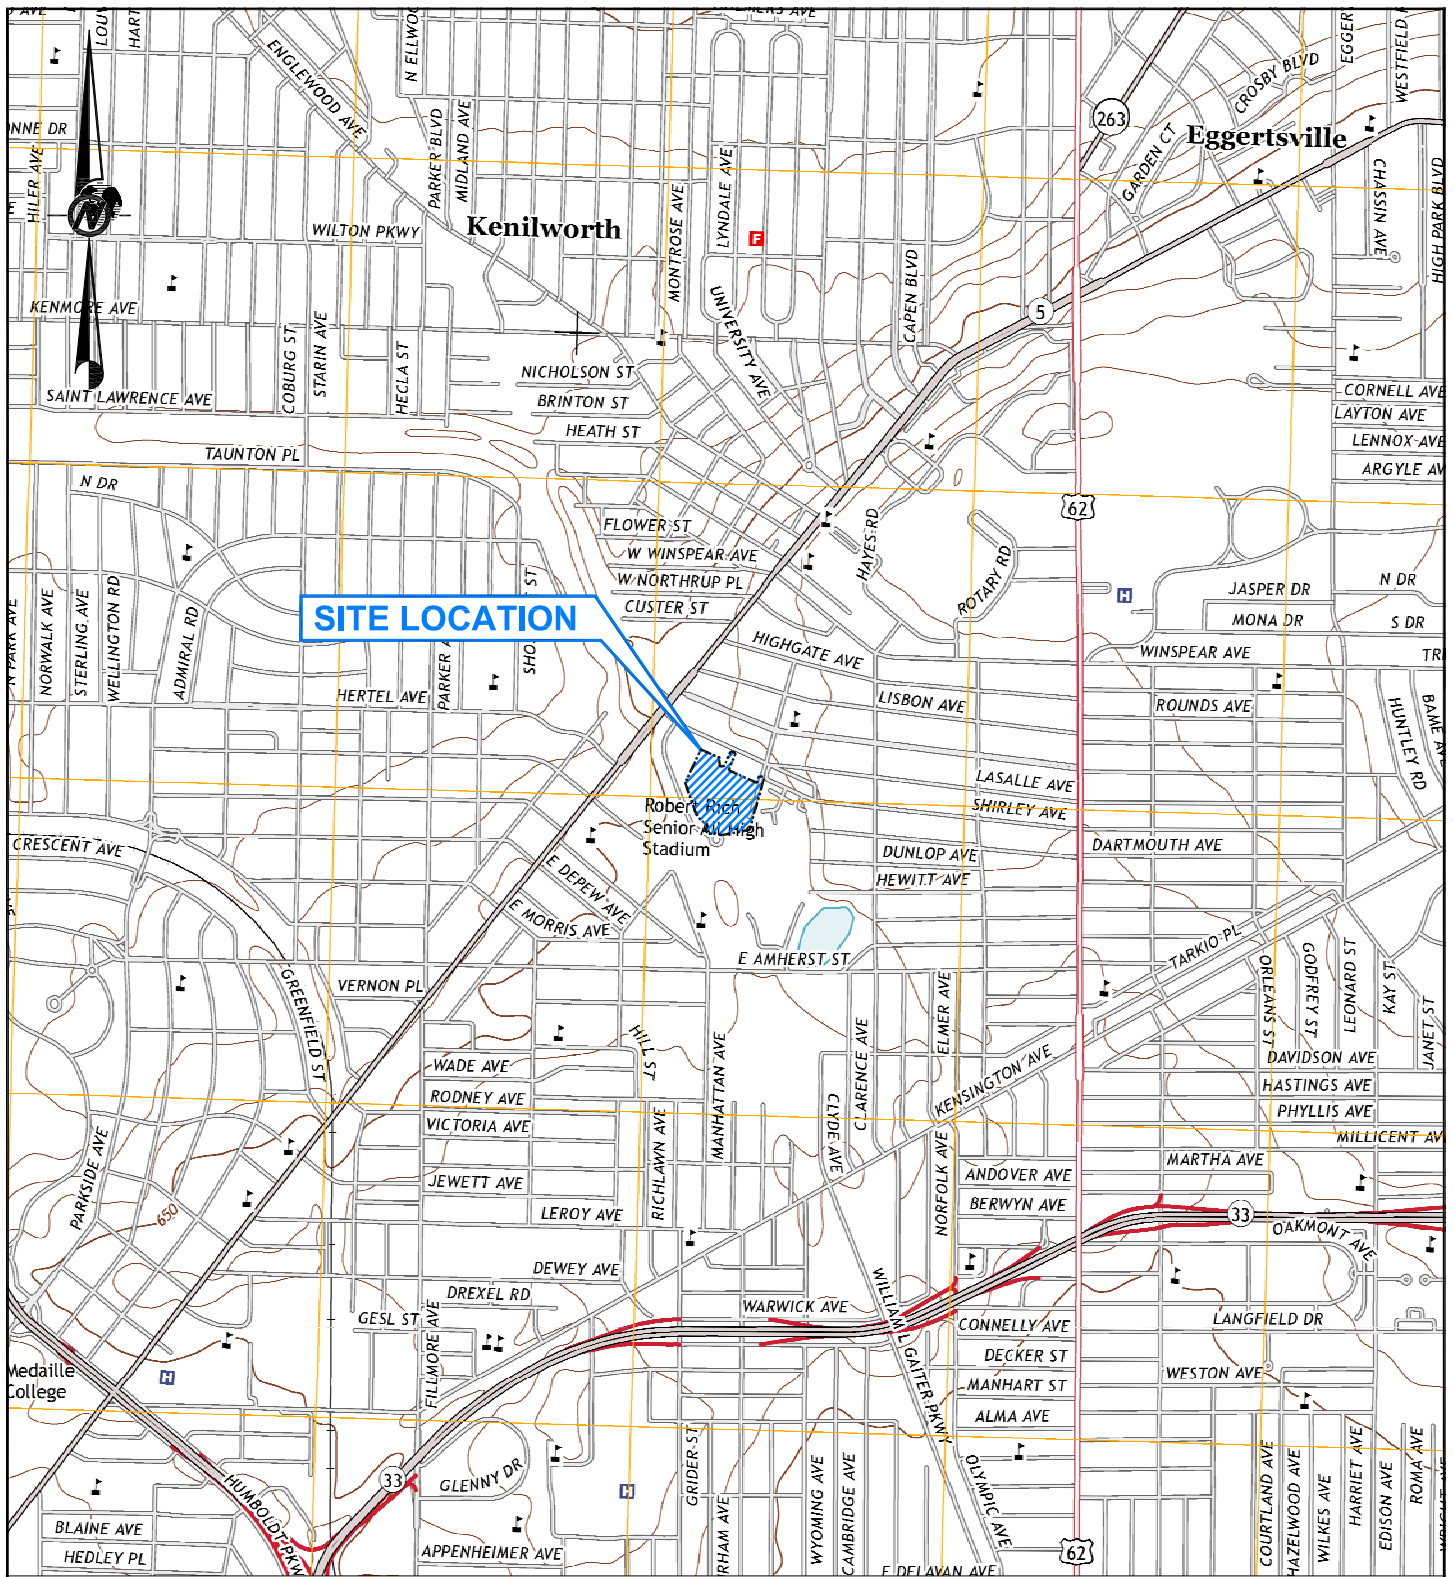 ENGLEWOOD AVE
PARKER BLVD
MIDLAND AVE
263
CROSBY BLVD
Eggertsville
GARDEN CT
CHASSIN AVE
HIGH PARK BLVD
HILER AVE
N
WILTON PKWY
Kenilworth
MONTROSE AVE
LYNDALE AVE
F
CAPEN BLVD
UNIVERSITY AVE
5
KENMORE AVE
COBURG ST
STARIN AVE
HECLA ST
NICHOLSON ST
BRINTON ST
HEATH ST
SAINT LAWRENCE AVE
CORNELL AVE
LAYTON AVE
LENNOX AVE
ARGYLE AV
TAUNTON PL
N DR
62
FLOWER ST
W WINSPEAR AVE
W NORTHRUP PL
CUSTER ST
HAYES RD
ROTARY RD
H
JASPER DR
N DR
MONA DR
S DR
WINSPEAR AVE
N PARK AVE
NORWALK AVE
STERLING AVE
WELLINGTON RD
ADMIRAL RD
SITE LOCATION
HIGHGATE AVE
LISBON AVE
ROUNDS AVE
HUNTLEY RD
HERTEL AVE
LASALLE AVE
SHIRLEY AVE
Robert Rich
Senior All High
Stadium
CRESCENT AVE
DUNLOP AVE
HEWITT AVE
DARTMOUTH AVE
E DEPEW AVE
E MORRIS AVE
E AMHERST ST
TARKIO PL
VERNON PL
GREENFIELD ST
ELMER AVE
ORLEANS ST
GODFREY ST
LEONARD ST
KAY ST
JANET ST
HILL ST
MANHATTAN AVE
CLARENCE AVE
WADE AVE
RODNEY AVE
VICTORIA AVE
KENSINGTON AVE
DAVIDSON AVE
HASTINGS AVE
PHYLLIS AVE
MILLICENT AV
MARTHA AVE
CLYDE AVE
NORFOLK AVE
RICHLAWN AVE
PARKSIDE AVE
JEWETT AVE
LEROY AVE
650
ANDOVER AVE
BERWYN AVE
33
OAKMONT AVE
DEWEY AVE
DREXEL RD
GESL ST
FILLMORE AVE
WARWICK AVE
WILLIAM L GAITER PKWY
CONNELLY AVE
DECKER ST
MANHART ST
ALMA AVE
LANGFIELD DR
WESTON AVE
Medaille
College
H
33
GLENNY DR
HUMBOLDT PKW
H
GRIDER ST
WYOMING AVE
CAMBRIDGE AVE
OLYMPIC AVE
COURTLAND AVE
HAZELWOOD AVE
WILKES AVE
HARRIET AVE
EDISON AVE
ROMA AVE
BLAINE AVE
HEDLEY PL
APPENHEIMER AVE
E DELAVAN AVE
62